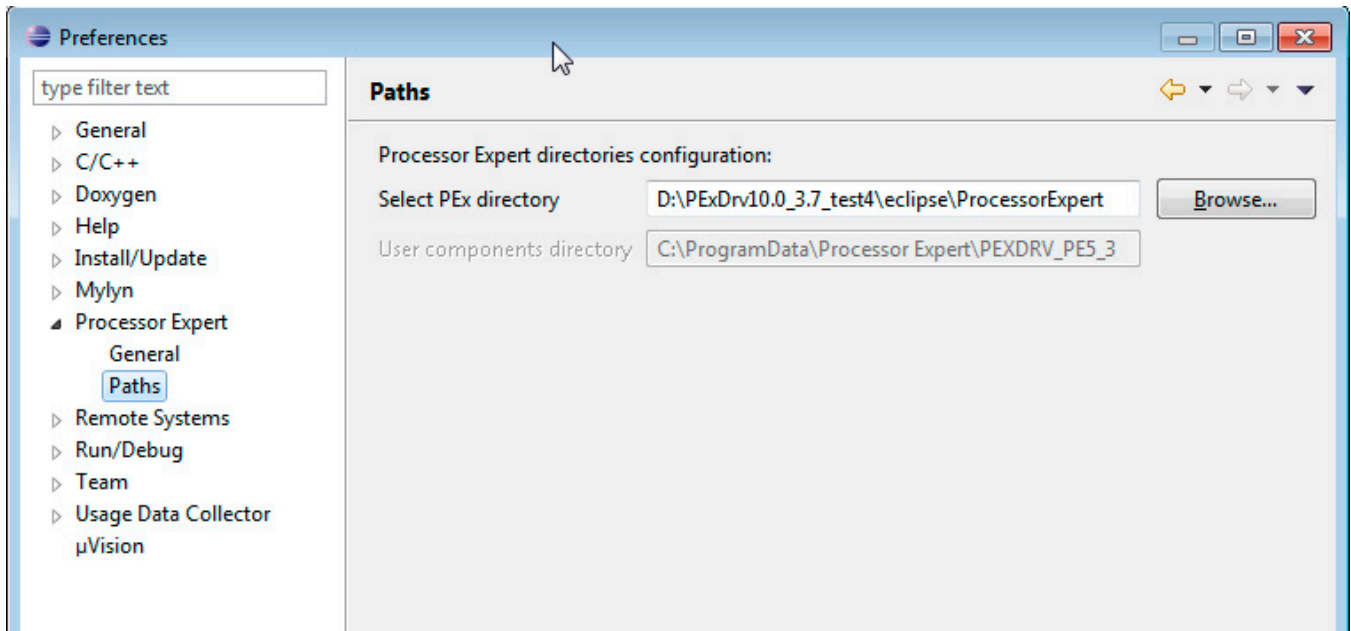 Preferences
type filter text
General
C/C++
Doxygen
Help
Install/Update
Mylyn
Processor Expert
General
Paths
Remote Systems
Run/Debug
Team
Usage Data Collector
µVision
Paths
Processor Expert directories configuration:
Select PEx directory D:\PExDrv10.0_3.7_test4\eclipse\ProcessorExpert Browse...
User components directory C:\ProgramData\Processor Expert\PEXDRV_PE5_3